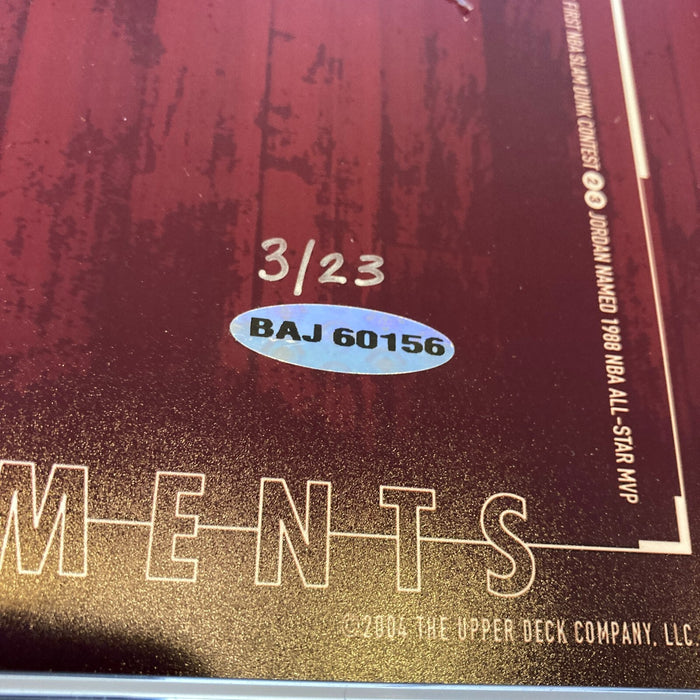 FIRST NBA SLAM DUNK CONTEST 23 JORDAN NAMED 1988 NBA ALL-STAR MVP
3/23
BAJ 60156
MENTS
©2004 THE UPPER DECK COMPANY, LLC.